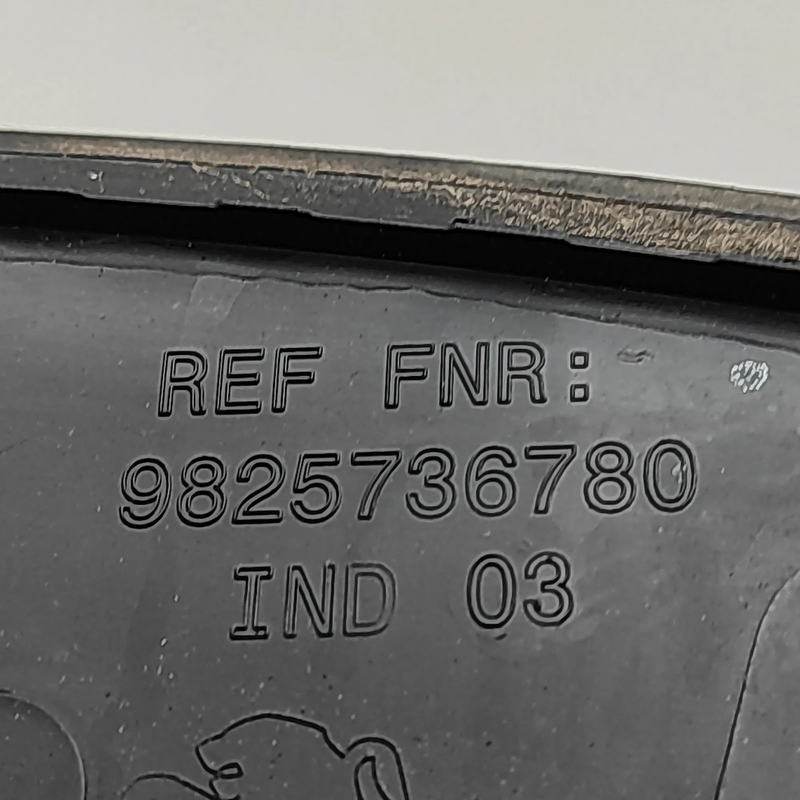 REF FNR:
9825736780
IND 03